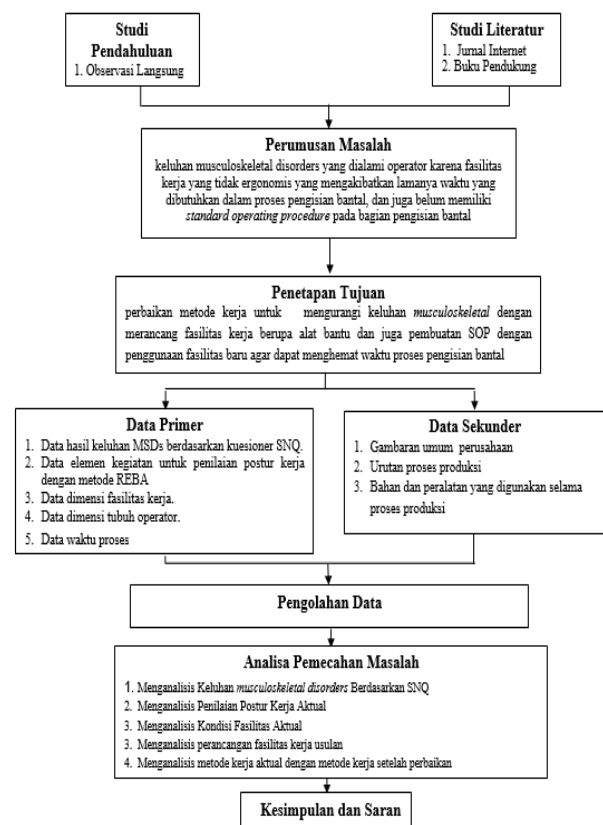 Studi
Pendahuluan
1. Observasi Langsung
Studi Literatur
1. Jurnal Internet
2. Buku Pendukung
Perumusan Masalah
keluhan musculoskeletal disorders yang dialami operator karena fasilitas
kerja yang tidak ergonomis yang mengakibatkan lamanya waktu yang
dibutuhkan dalam proses pengisian bantal, dan juga belum memiliki
standard operating procedure pada bagian pengisian bantal
Penetapan Tujuan
perbaikan metode kerja untuk mengurangi keluhan musculoskeletal dengan
merancang fasilitas kerja berupa alat bantu dan juga pembuatan SOP dengan
penggunaan fasilitas baru agar dapat menghemat waktu proses pengisian bantal
Data Primer
1. Data hasil keluhan MSDs berdasarkan kuesioner SNQ.
2. Data elemen kegiatan untuk penilaian postur kerja
dengan metode REBA
3. Data dimensi fasilitas kerja.
4. Data dimensi tubuh operator.
5. Data waktu proses
Data Sekunder
1. Gambaran umum perusahaan
2. Urutan proses produksi
3. Bahan dan peralatan yang digunakan selama
proses produksi
Pengolahan Data
Analisa Pemecahan Masalah
1. Menganalisis Keluhan musculoskeletal disorders Berdasarkan SNQ
2. Menganalisis Penilaian Postur Kerja Aktual
3. Menganalisis Kondisi Fasilitas Aktual
3. Menganalisis perancangan fasilitas kerja usulan
4. Menganalisis metode kerja aktual dengan metode kerja setelah perbaikan
Kesimpulan dan Saran